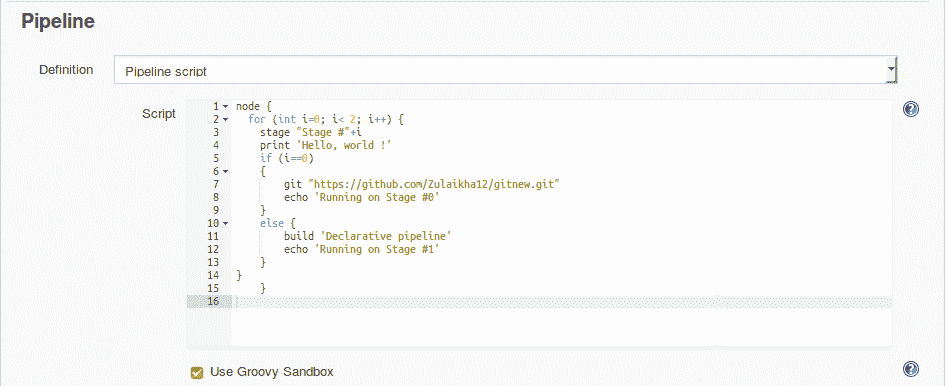 Pipeline
Definition
Pipeline script
Script
1 node {
2 for (int i=0; i< 2; i++) {
3 stage "Stage #"+i
4 print 'Hello, world !'
5 if (i==0)
6 {
7 git "https://github.com/Zulaikha12/gitnew.git"
8 echo 'Running on Stage #0'
9 }
10 else {
11 build 'Declarative pipeline'
12 echo 'Running on Stage #1'
13 }
14 }
15 }
16
Use Groovy Sandbox